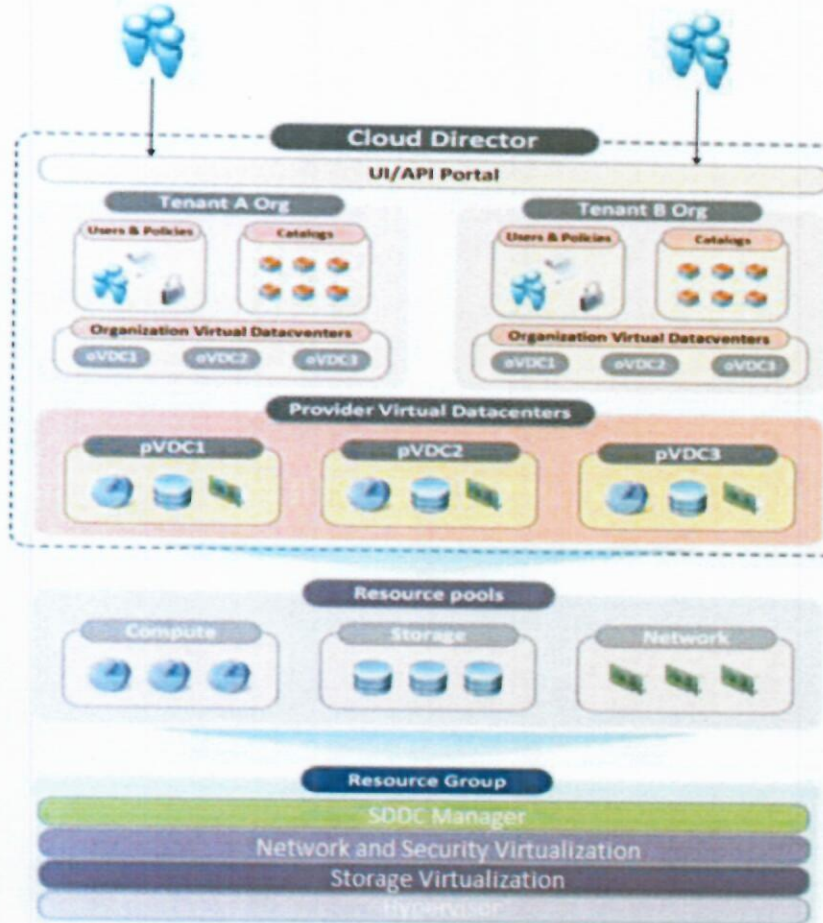 Cloud Director
UI/API Portal
Tenant A Org
Tenant B Org
Users & Policies
Catalogs
Users & Policies
Catalogs
Organization Virtual Datacventers
Organization Virtual Datacventers
oVDC1 oVDC2 oVDC3
oVDC1 oVDC2 oVDC3
Provider Virtual Datacenters
pVDC1
pVDC2
pVDC3
Resource pools
Compute
Storage
Network
Resource Group
SDDC Manager
Network and Security Virtualization
Storage Virtualization
Hypervisor